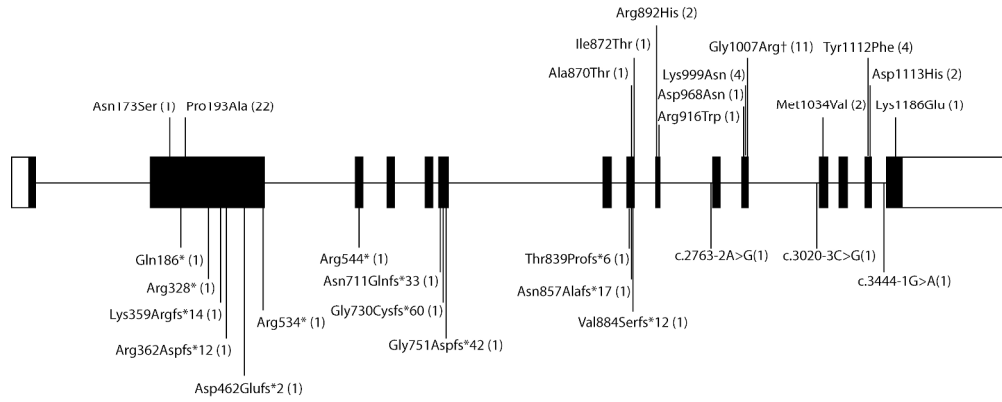 Arg892His (2)
Ile872Thr (1)
Gly1007Arg† (11)
Tyr1112Phe (4)
Ala870Thr (1)
Lys999Asn (4)
Asp1113His (2)
Asp968Asn (1)
Asn173Ser (1)
Pro193Ala (22)
Arg916Trp (1)
Met1034Val (2)
Lys1186Glu (1)
Gln186* (1)
Arg544* (1)
Thr839Profs*6 (1)
c.2763-2A>G(1)
c.3020-3C>G(1)
Asn711Glnfs*33 (1)
c.3444-1G>A(1)
Arg328* (1)
Asn857Alafs*17 (1)
Lys359Argfs*14 (1)
Gly730Cysfs*60 (1)
Arg534* (1)
Val884Serfs*12 (1)
Arg362Aspfs*12 (1)
Gly751Aspfs*42 (1)
Asp462Glufs*2 (1)